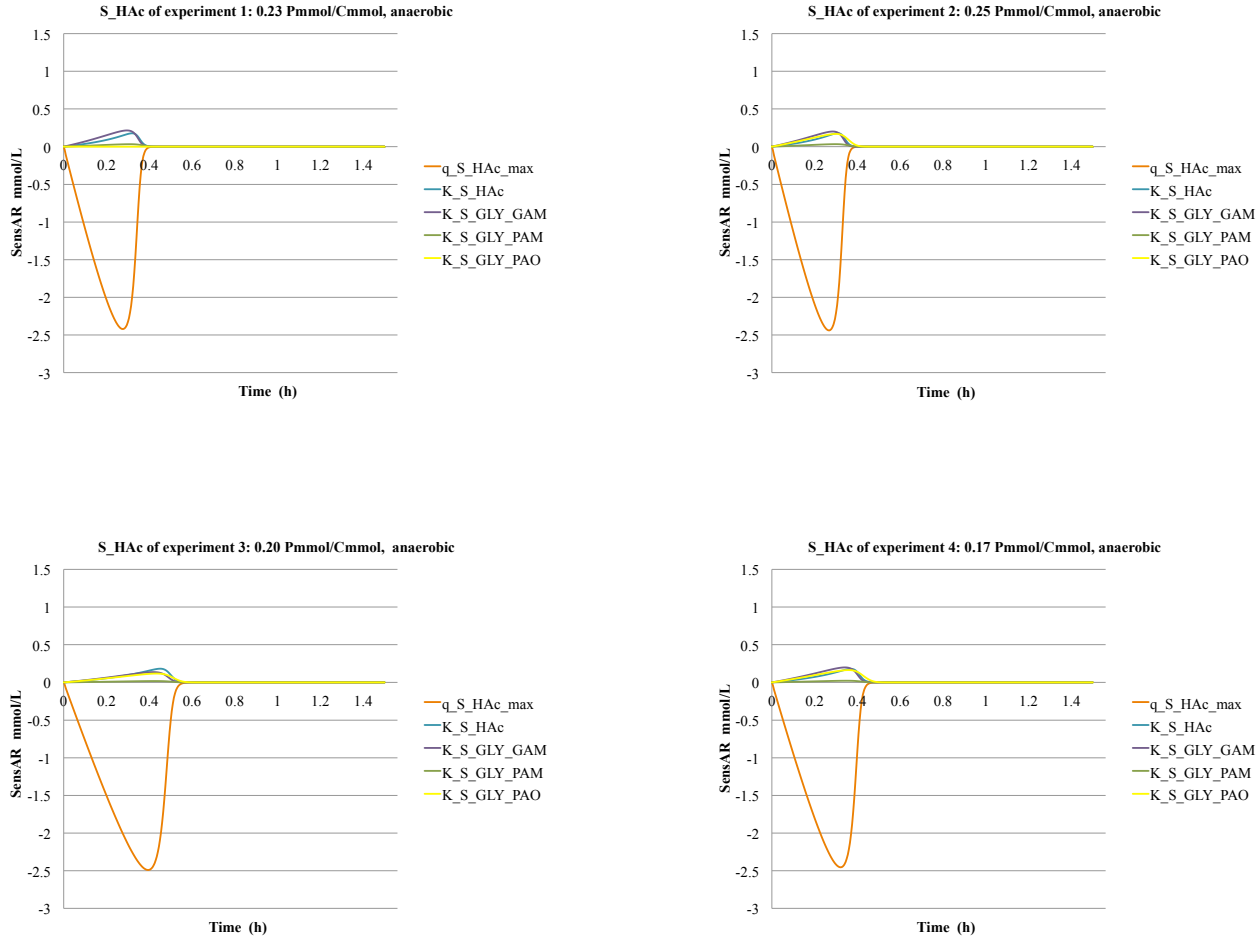 S_HAc of experiment 1: 0.23 Pmmol/Cmmol, anaerobic
1.5
1
0.5
0
-0.5
-1
-1.5
-2
-2.5
-3
SensAR mmol/L
0 0.2 0.4 0.6 0.8 1 1.2 1.4
Time (h)
q_S_HAc_max
K_S_HAc
K_S_GLY_GAM
K_S_GLY_PAM
K_S_GLY_PAO
S_HAc of experiment 2: 0.25 Pmmol/Cmmol, anaerobic
1.5
1
0.5
0
-0.5
-1
-1.5
-2
-2.5
-3
SensAR mmol/L
0 0.2 0.4 0.6 0.8 1 1.2 1.4
Time (h)
q_S_HAc_max
K_S_HAc
K_S_GLY_GAM
K_S_GLY_PAM
K_S_GLY_PAO
S_HAc of experiment 3: 0.20 Pmmol/Cmmol, anaerobic
1.5
1
0.5
0
-0.5
-1
-1.5
-2
-2.5
-3
SensAR mmol/L
0 0.2 0.4 0.6 0.8 1 1.2 1.4
Time (h)
q_S_HAc_max
K_S_HAc
K_S_GLY_GAM
K_S_GLY_PAM
K_S_GLY_PAO
S_HAc of experiment 4: 0.17 Pmmol/Cmmol, anaerobic
1.5
1
0.5
0
-0.5
-1
-1.5
-2
-2.5
-3
SensAR mmol/L
0 0.2 0.4 0.6 0.8 1 1.2 1.4
Time (h)
q_S_HAc_max
K_S_HAc
K_S_GLY_GAM
K_S_GLY_PAM
K_S_GLY_PAO